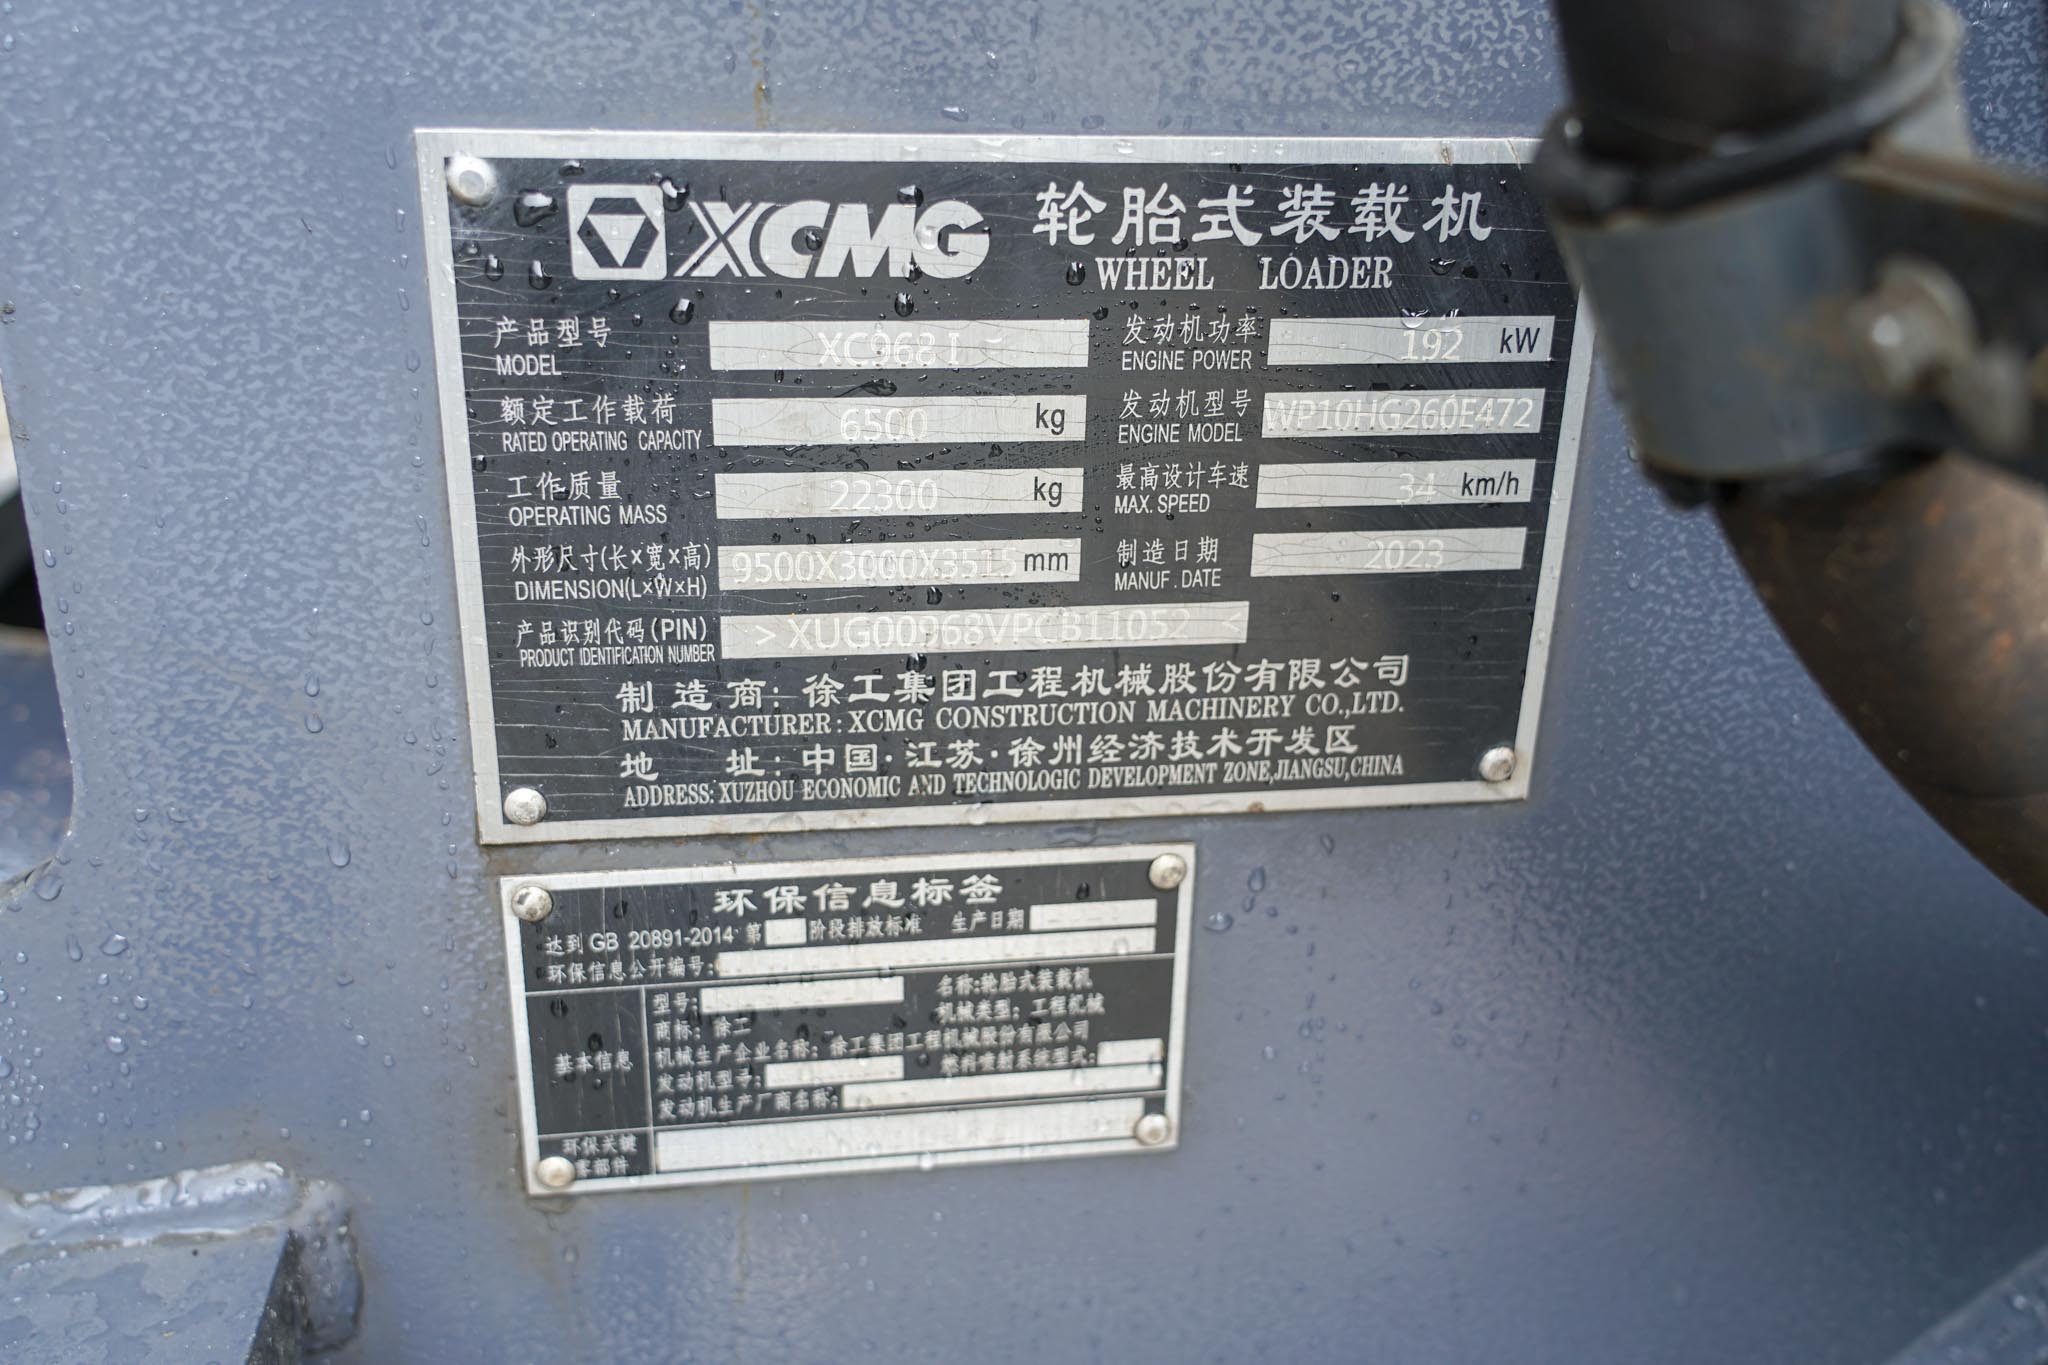 XCMG 轮胎式装载机
WHEEL LOADER
产品型号 XC968 I 发动机功率 192 kW
MODEL ENGINE POWER
额定工作载荷 6500 kg 发动机型号 WP10HG260E472
RATED OPERATING CAPACITY ENGINE MODEL
工作质量 22300 kg 最高设计车速 34 km/h
OPERATING MASS MAX. SPEED
外形尺寸(长×宽×高) 9500X3000X3515 mm 制造日期 2023
DIMENSION(L×W×H) MANUF. DATE
产品识别代码(PIN) > XUG00968VPCB11052 <
PRODUCT IDENTIFICATION NUMBER
制造商: 徐工集团工程机械股份有限公司
MANUFACTURER: XCMG CONSTRUCTION MACHINERY CO.,LTD.
地址: 中国·江苏·徐州经济技术开发区
ADDRESS: XUZHOU ECONOMIC AND TECHNOLOGIC DEVELOPMENT ZONE,JIANGSU,CHINA
环保信息标签
达到 GB 20891-2014 第 阶段排放标准 生产日期
环保信息公开编号:
基本信息
型号: 名称:轮胎式装载机
商标: 徐工 机械类型: 工程机械
机械生产企业名称: 徐工集团工程机械股份有限公司
发动机型号: 燃料喷射系统型式:
发动机生产厂商名称:
环保关键
零部件